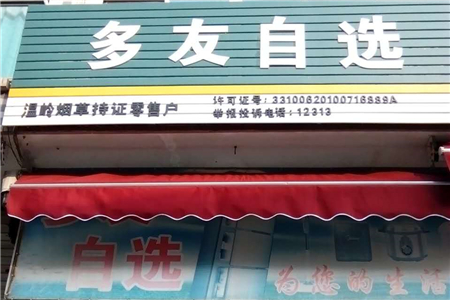 多友自选
温岭烟草持证零售户
许可证号:33100620100716889A
举报投诉电话:12313
自选
为您的生活